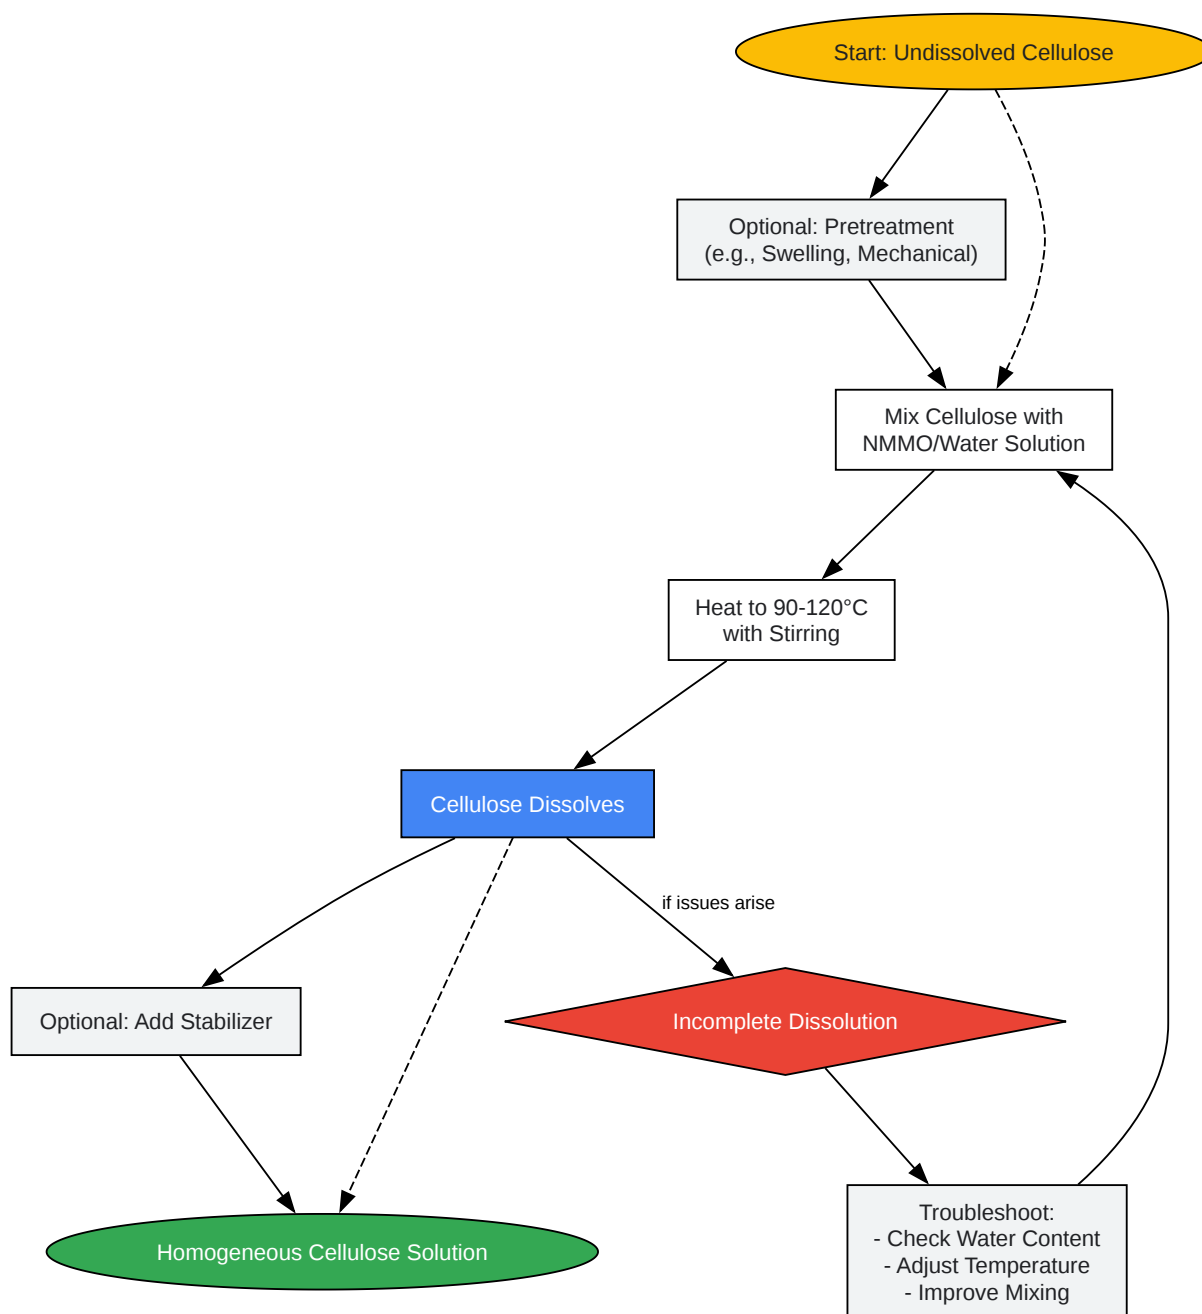 Start: Undissolved Cellulose
Optional: Pretreatment
(e.g., Swelling, Mechanical)
Mix Cellulose with
NMMO/Water Solution
Heat to 90-120°C
with Stirring
Cellulose Dissolves
if issues arise
Optional: Add Stabilizer
Incomplete Dissolution
Homogeneous Cellulose Solution
Troubleshoot:
- Check Water Content
- Adjust Temperature
- Improve Mixing